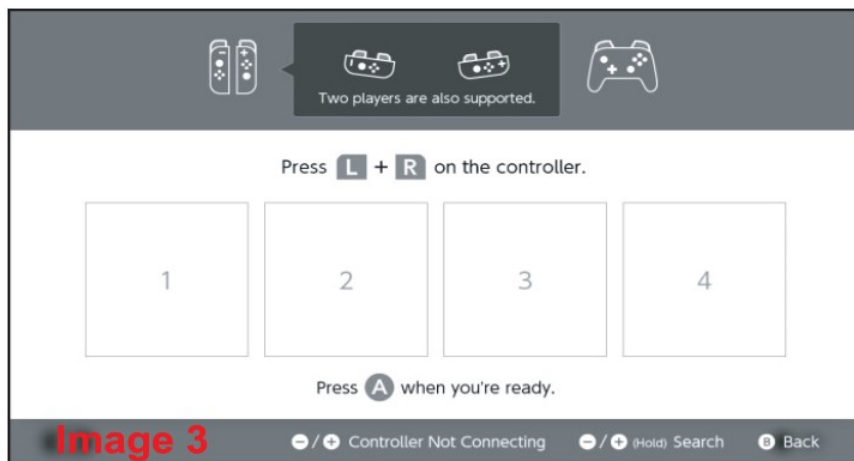 Two players are also supported.
Press L + R on the controller.
1 2 3 4
Press A when you're ready.
Image 3 −/+ Controller Not Connecting −/+ (Hold) Search B Back